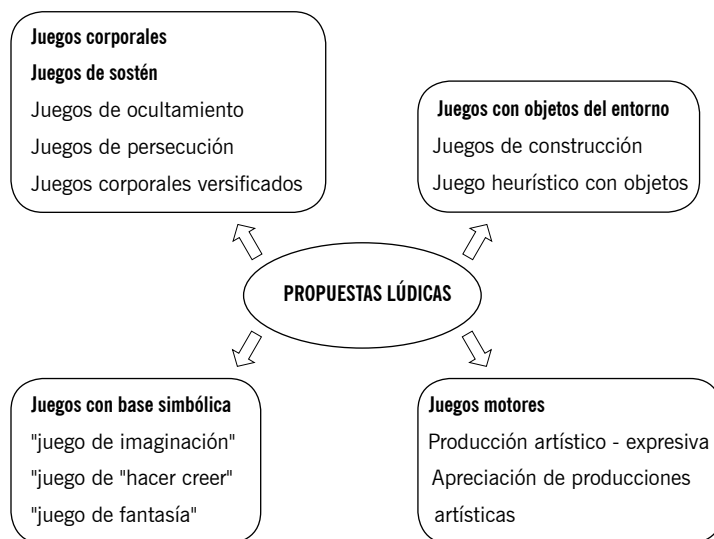 Juegos corporales
Juegos de sostén
Juegos de ocultamiento
Juegos de persecución
Juegos corporales versificados
Juegos con objetos del entorno
Juegos de construcción
Juego heurístico con objetos
PROPUESTAS LÚDICAS
Juegos con base simbólica
"juego de imaginación"
"juego de "hacer creer"
"juego de fantasía"
Juegos motores
Producción artístico - expresiva
Apreciación de producciones
artísticas